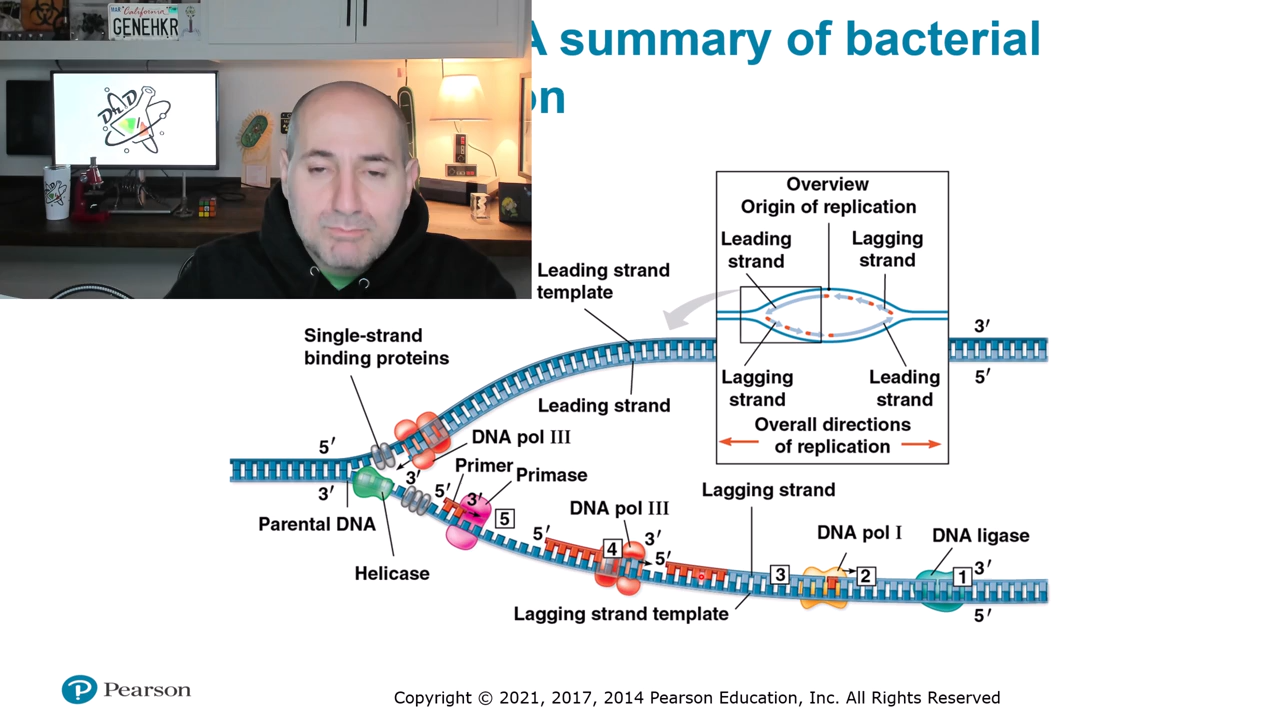 California
GENEHKR
A summary of bacterial
on
Overview
Origin of replication
Leading
strand
Lagging
strand
Leading strand
template
3′
Single-strand
binding proteins
5′
Lagging
strand
Leading
strand
Leading strand
Overall directions
of replication
5′
DNA pol III
3′
Primer
Primase
3′
5′
3′
Lagging strand
Parental DNA
5
DNA pol III
5′
3′
DNA pol I
DNA ligase
4
5′
Helicase
3
2
1
3′
Lagging strand template
5′
Pearson
Copyright © 2021, 2017, 2014 Pearson Education, Inc. All Rights Reserved